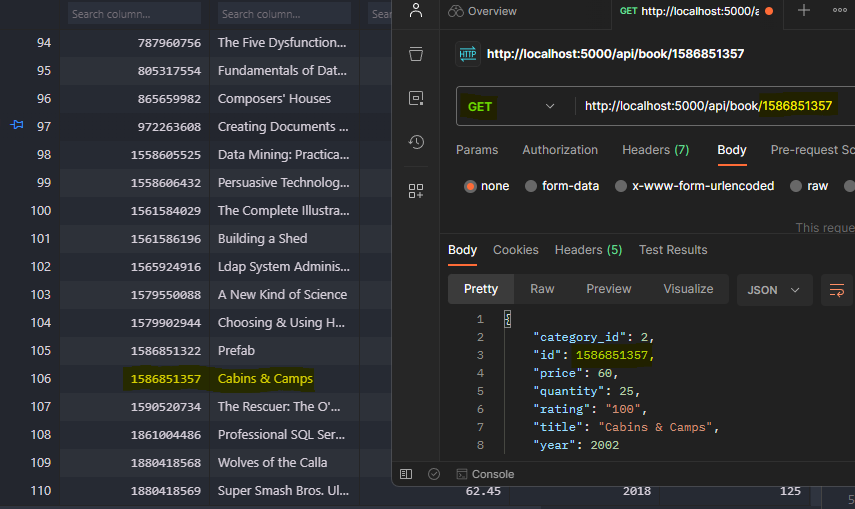 Search column...
Search column...
Sear
94 787960756 The Five Dysfunction...
95 805317554 Fundamentals of Dat...
96 865659982 Composers' Houses
97 972263608 Creating Documents ...
98 1558605525 Data Mining: Practica...
99 1558606432 Persuasive Technolog...
100 1561584029 The Complete Illustra...
101 1561586196 Building a Shed
102 1565924916 Ldap System Adminis...
103 1579550088 A New Kind of Science
104 1579902944 Choosing & Using H...
105 1586851322 Prefab
106 1586851357 Cabins & Camps
107 1590520734 The Rescuer: The O'...
108 1861004486 Professional SQL Ser...
109 1880418568 Wolves of the Calla
110 1880418569 Super Smash Bros. Ul... 62.45 2018 125
5
Overview
GET http://localhost:5000/a
HTTP http://localhost:5000/api/book/1586851357
GET http://localhost:5000/api/book/1586851357
Params Authorization Headers (7) Body Pre-request Sc
none form-data x-www-form-urlencoded raw
This reque
Body Cookies Headers (5) Test Results
Pretty Raw Preview Visualize JSON
1 {
2 "category_id": 2,
3 "id": 1586851357,
4 "price": 60,
5 "quantity": 25,
6 "rating": "100",
7 "title": "Cabins & Camps",
8 "year": 2002
Console